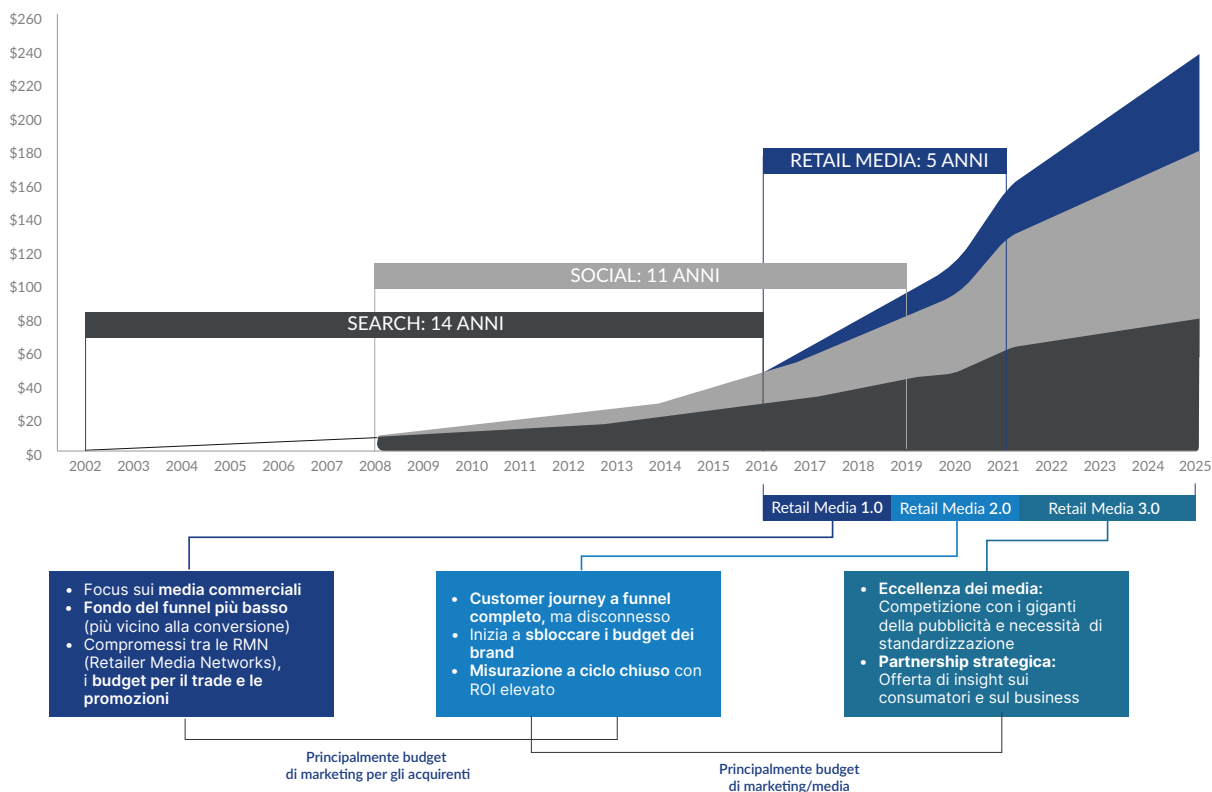 $260
$240
$220
$200
$180
$160
$140
$120
$100
$80
$60
$40
$20
$0
RETAIL MEDIA: 5 ANNI
SOCIAL: 11 ANNI
SEARCH: 14 ANNI
2002 2003 2004 2005 2006 2007 2008 2009 2010 2011 2012 2013 2014 2015 2016 2017 2018 2019 2020 2021 2022 2023 2024 2025
Retail Media 1.0 Retail Media 2.0 Retail Media 3.0
• Focus sui media commerciali
• Fondo del funnel più basso
(più vicino alla conversione)
• Compromessi tra le RMN
(Retailer Media Networks),
i budget per il trade e le
promozioni
• Customer journey a funnel
completo, ma disconnesso
• Inizia a sbloccare i budget dei
brand
• Misurazione a ciclo chiuso con
ROI elevato
• Eccellenza dei media:
Competizione con i giganti
della pubblicità e necessità di
standardizzazione
• Partnership strategica:
Offerta di insight sui
consumatori e sul business
Principalmente budget
di marketing per gli acquirenti
Principalmente budget
di marketing/media